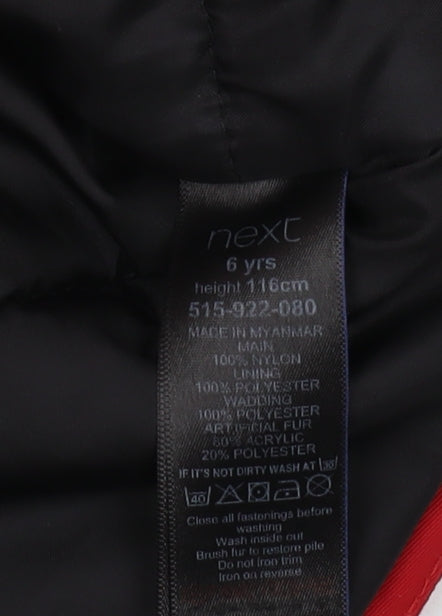 next
6 yrs
height 116cm
515-922-080
MADE IN MYANMAR
MAIN
100% NYLON
LINING
100% POLYESTER
WADDING
100% POLYESTER
ARTIFICIAL FUR
80% ACRYLIC
20% POLYESTER
IF IT'S NOT DIRTY WASH AT 30
40
Close all fastenings before
washing
Wash inside out
Brush fur to restore pile
Do not iron trim
Iron on reverse